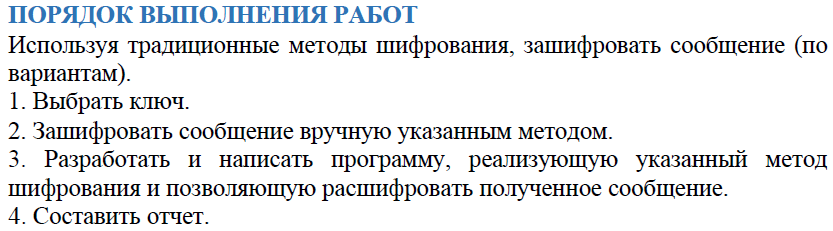 ПОРЯДОК ВЫПОЛНЕНИЯ РАБОТ
Используя традиционные методы шифрования, зашифровать сообщение (по
вариантам).
1. Выбрать ключ.
2. Зашифровать сообщение вручную указанным методом.
3. Разработать и написать программу, реализующую указанный метод
шифрования и позволяющую расшифровать полученное сообщение.
4. Составить отчет.